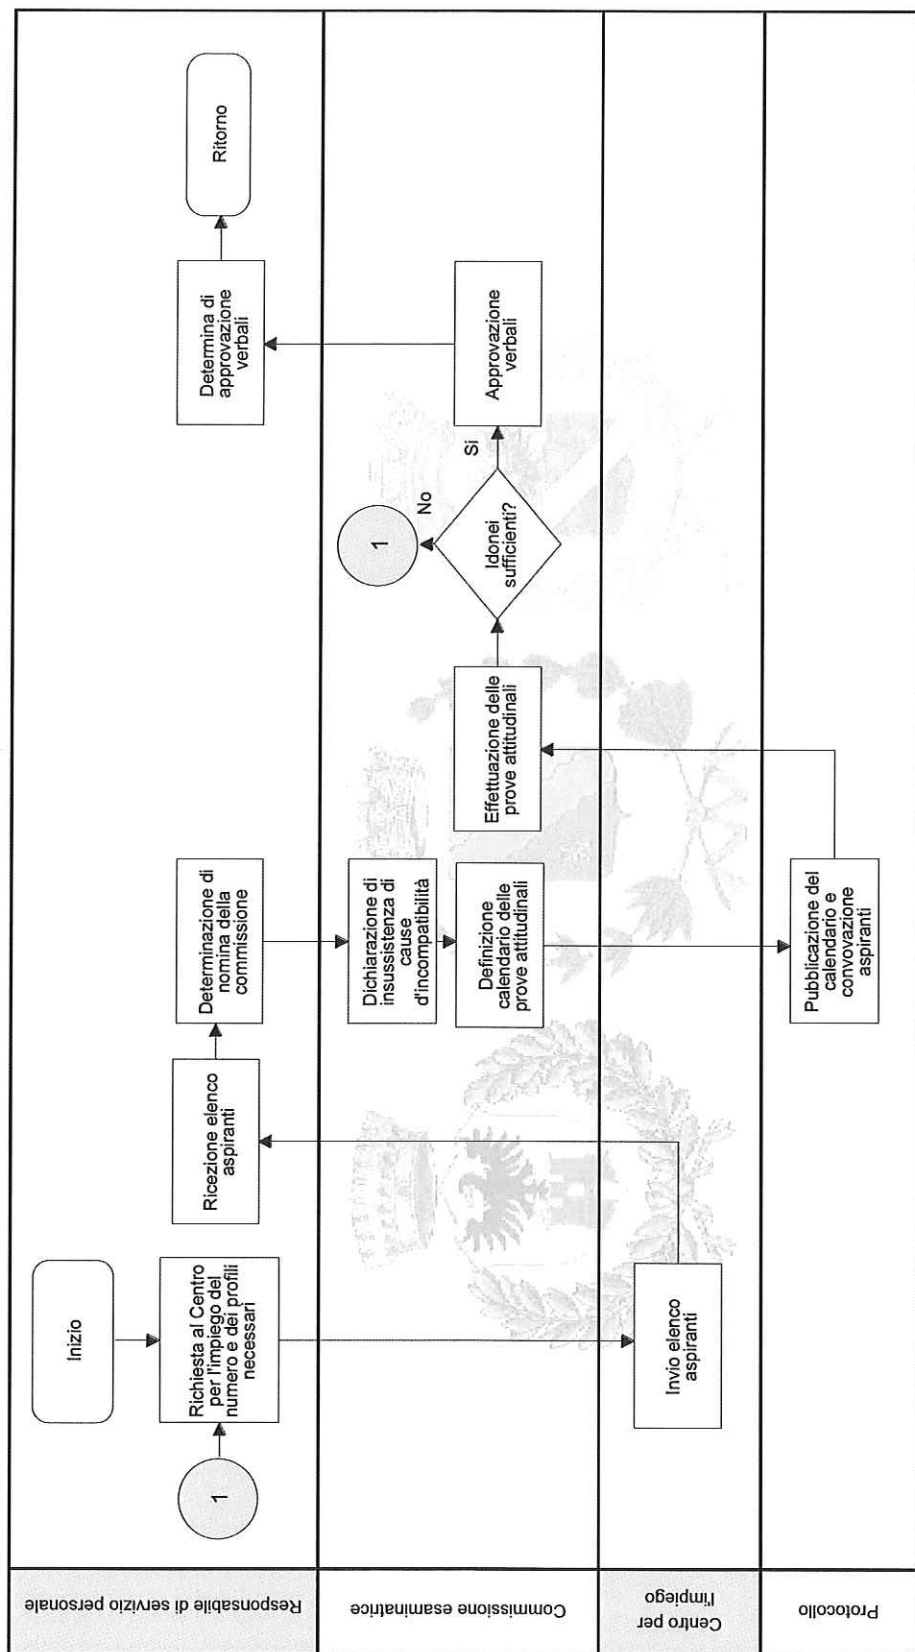 Responsabile di servizio personale
Inizio
1
Richiesta al Centro
per l'impiego del
numero e dei profili
necessari
Ricezione elenco
aspiranti
Determinazione di
nomina della
commissione
Determina di
approvazione
verbali
Ritorno
Commissione esaminatrice
Dichiarazione di
insussistenza di
cause
d'incompatibilità
Definizione
calendario delle
prove attitudinali
Effettuazione delle
prove attitudinali
Idonei
sufficienti?
No
1
Si
Approvazione
verbali
Centro per
l'impiego
Invio elenco
aspiranti
Protocollo
Pubblicazione del
calendario e
convovazione
aspiranti